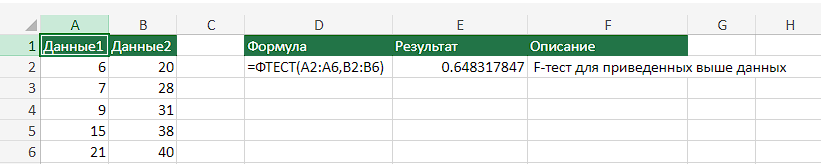 A B C D E F G H
1 Данные1 Данные2 Формула Результат Описание
2 6 20 =ФТЕСТ(A2:A6,B2:B6) 0.648317847 F-тест для приведенных выше данных
3 7 28
4 9 31
5 15 38
6 21 40